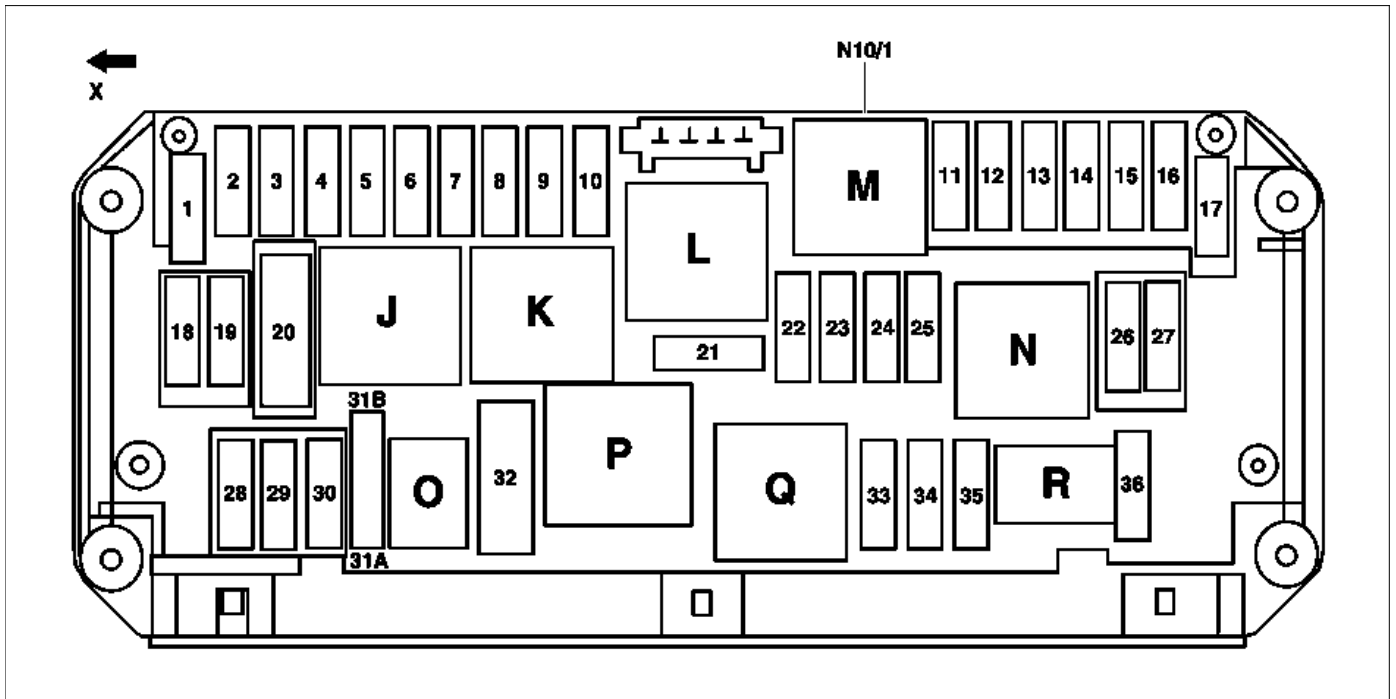 N10/1
X
1 2 3 4 5 6 7 8 9 10 L M 11 12 13 14 15 16 17
18 19 20 J K 21 22 23 24 25 N 26 27
31B
28 29 30 O 32 P Q 33 34 35 R 36
31A